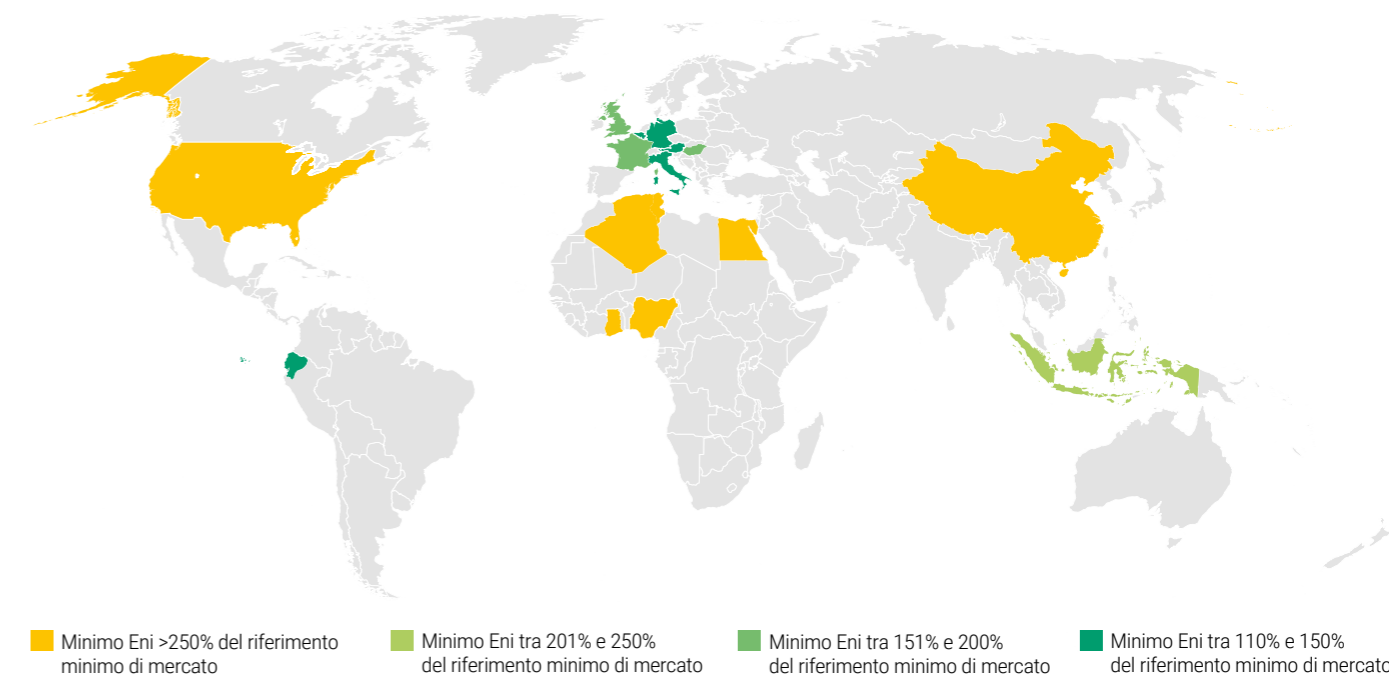 Minimo Eni >250% del riferimento
minimo di mercato
Minimo Eni tra 201% e 250%
del riferimento minimo di mercato
Minimo Eni tra 151% e 200%
del riferimento minimo di mercato
Minimo Eni tra 110% e 150%
del riferimento minimo di mercato